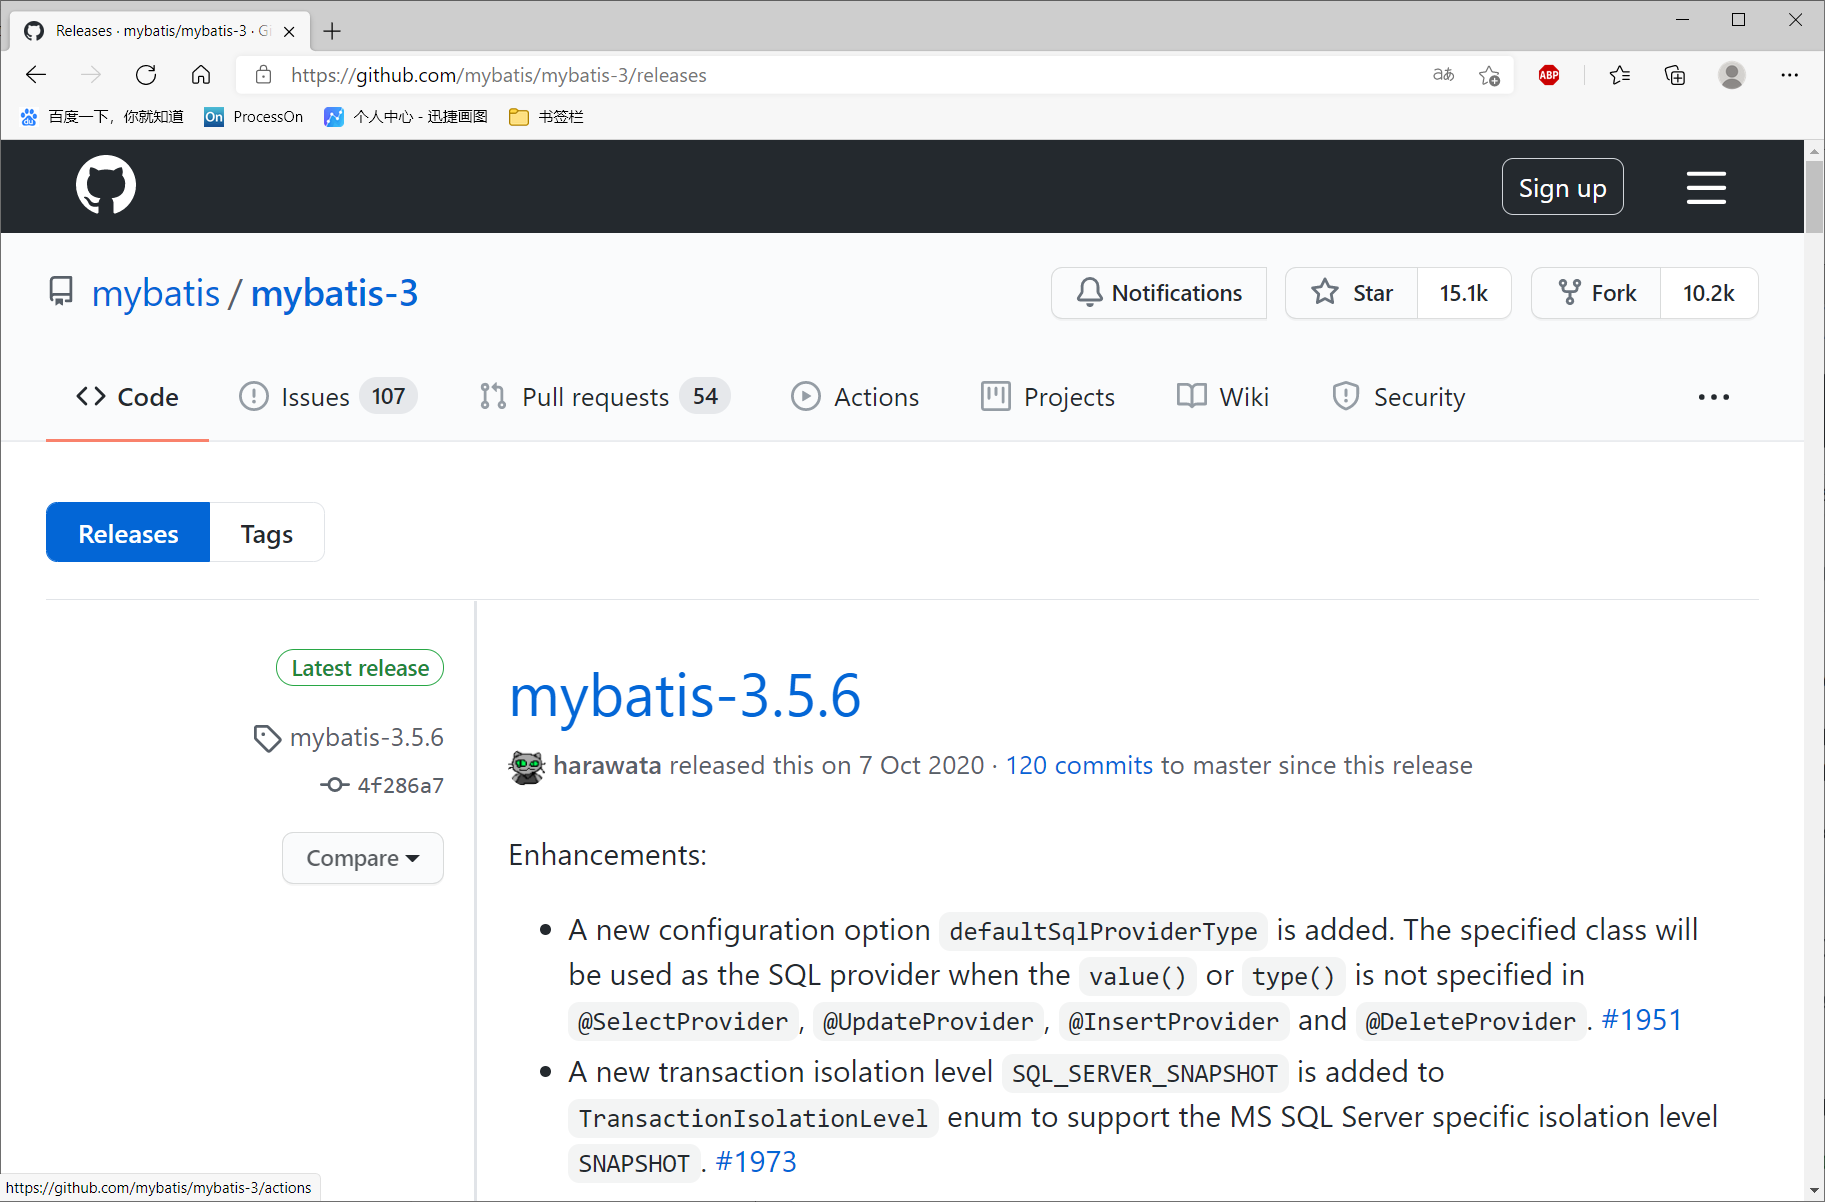 Releases · mybatis/mybatis-3 · Gi
https://github.com/mybatis/mybatis-3/releases
aあ
ABP
百度一下，你就知道
On ProcessOn
个人中心 - 迅捷画图
书签栏
Sign up
mybatis / mybatis-3
Notifications
Star 15.1k
Fork 10.2k
Code
Issues 107
Pull requests 54
Actions
Projects
Wiki
Security
Releases
Tags
Latest release
mybatis-3.5.6
4f286a7
Compare
mybatis-3.5.6
harawata released this on 7 Oct 2020 · 120 commits to master since this release
Enhancements:
A new configuration option defaultSqlProviderType is added. The specified class will
be used as the SQL provider when the value() or type() is not specified in
@SelectProvider, @UpdateProvider, @InsertProvider and @DeleteProvider. #1951
A new transaction isolation level SQL_SERVER_SNAPSHOT is added to
TransactionIsolationLevel enum to support the MS SQL Server specific isolation level
SNAPSHOT. #1973
https://github.com/mybatis/mybatis-3/actions